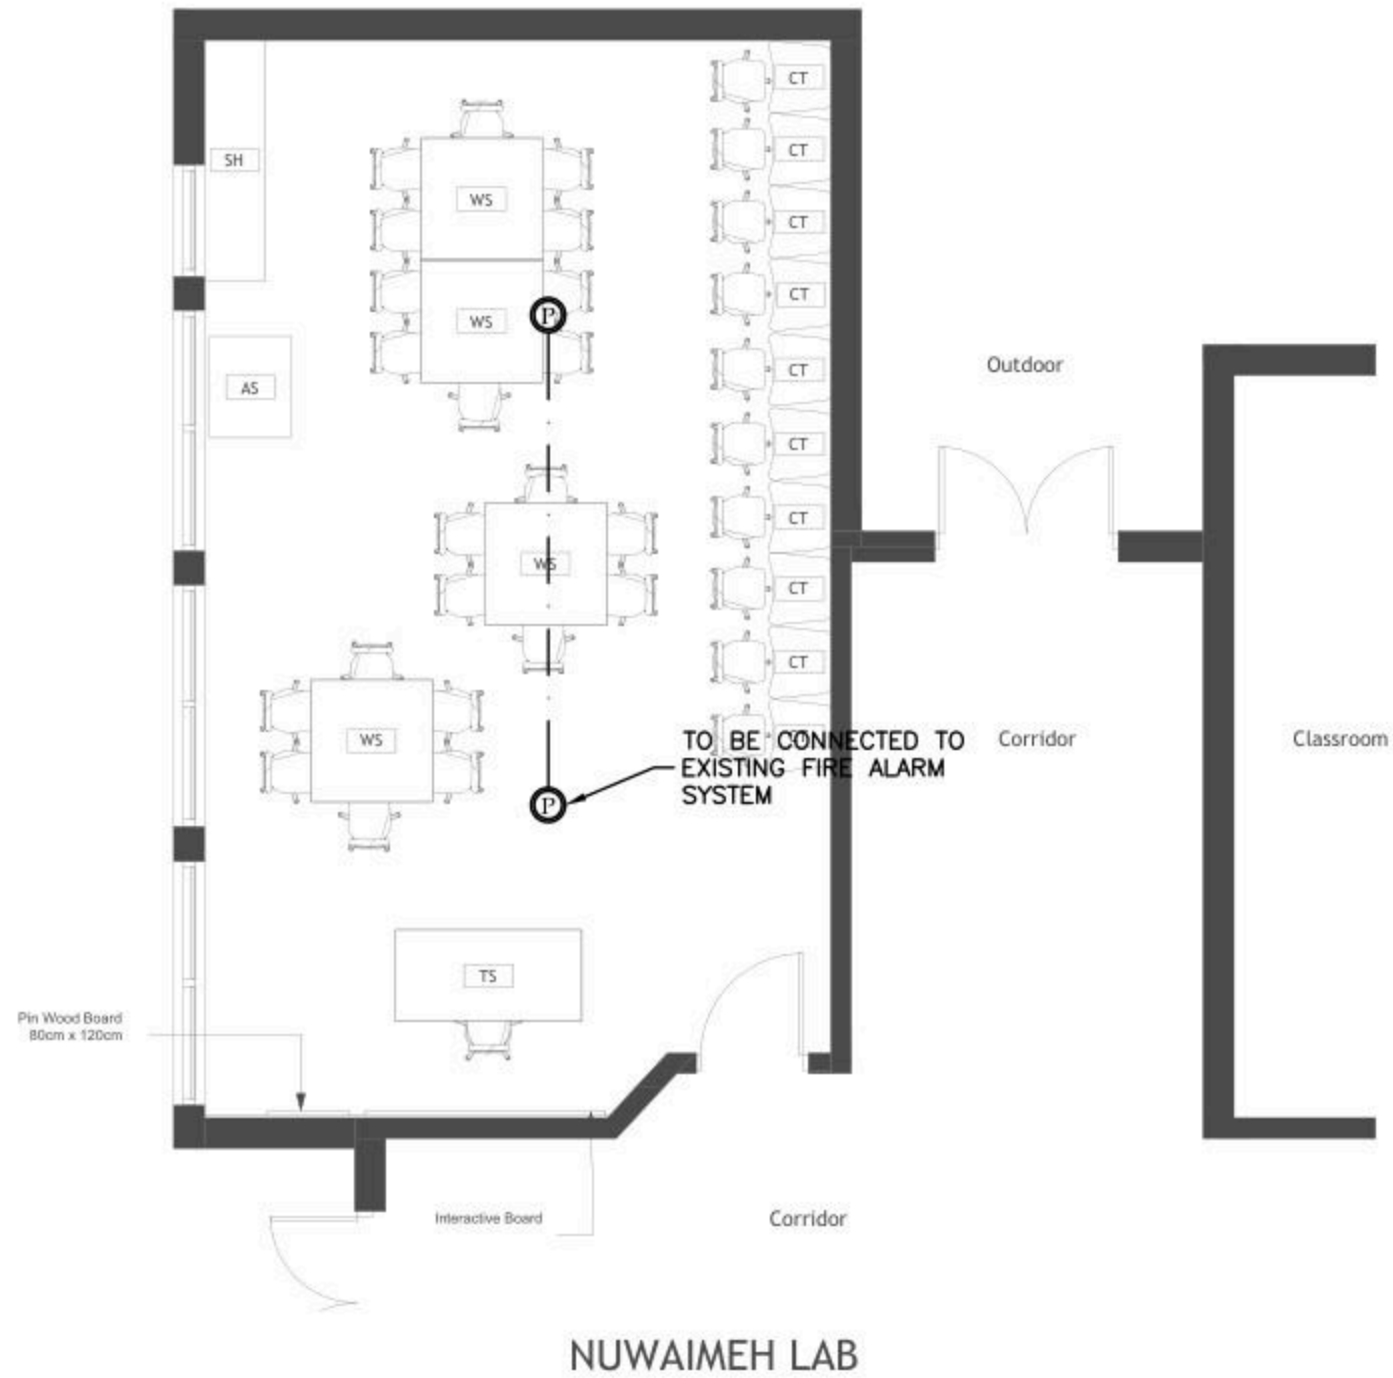 CT
CT
SH
WS
CT
CT
WS
P
Outdoor
CT
AS
CT
CT
WS
CT
CT
WS
CT
TO BE CONNECTED TO
EXISTING FIRE ALARM
SYSTEM
Corridor
Classroom
P
TS
Pin Wood Board
80cm x 120cm
Interactive Board
Corridor
NUWAIMEH LAB